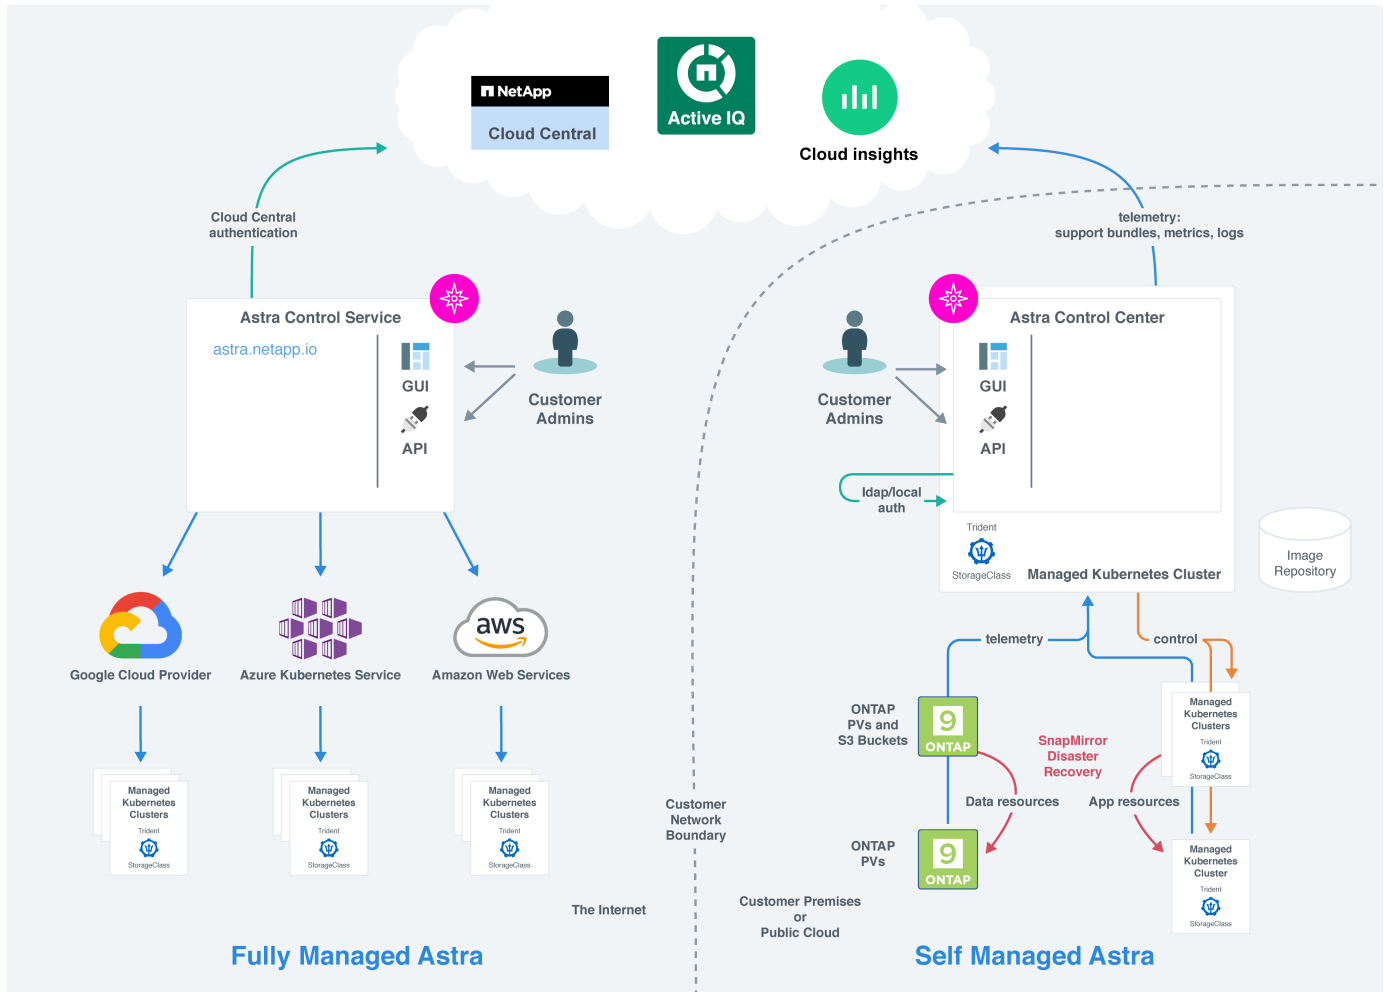 NetApp
Cloud Central
Active IQ
Cloud insights
Cloud Central
authentication
telemetry:
support bundles, metrics, logs
Astra Control Service
astra.netapp.io
GUI
API
Customer
Admins
Customer
Admins
Astra Control Center
GUI
API
ldap/local
auth
Trident
StorageClass
Managed Kubernetes Cluster
Image
Repository
Google Cloud Provider
Azure Kubernetes Service
aws
Amazon Web Services
telemetry
control
Managed
Kubernetes
Clusters
Trident
StorageClass
Managed
Kubernetes
Clusters
Trident
StorageClass
Managed
Kubernetes
Clusters
Trident
StorageClass
ONTAP
PVs and
S3 Buckets
9
ONTAP
SnapMirror
Disaster
Recovery
Managed
Kubernetes
Clusters
Trident
StorageClass
Data resources
App resources
Customer
Network
Boundary
ONTAP
PVs
9
ONTAP
Managed
Kubernetes
Cluster
Trident
StorageClass
The Internet
Customer Premises
or
Public Cloud
Fully Managed Astra
Self Managed Astra